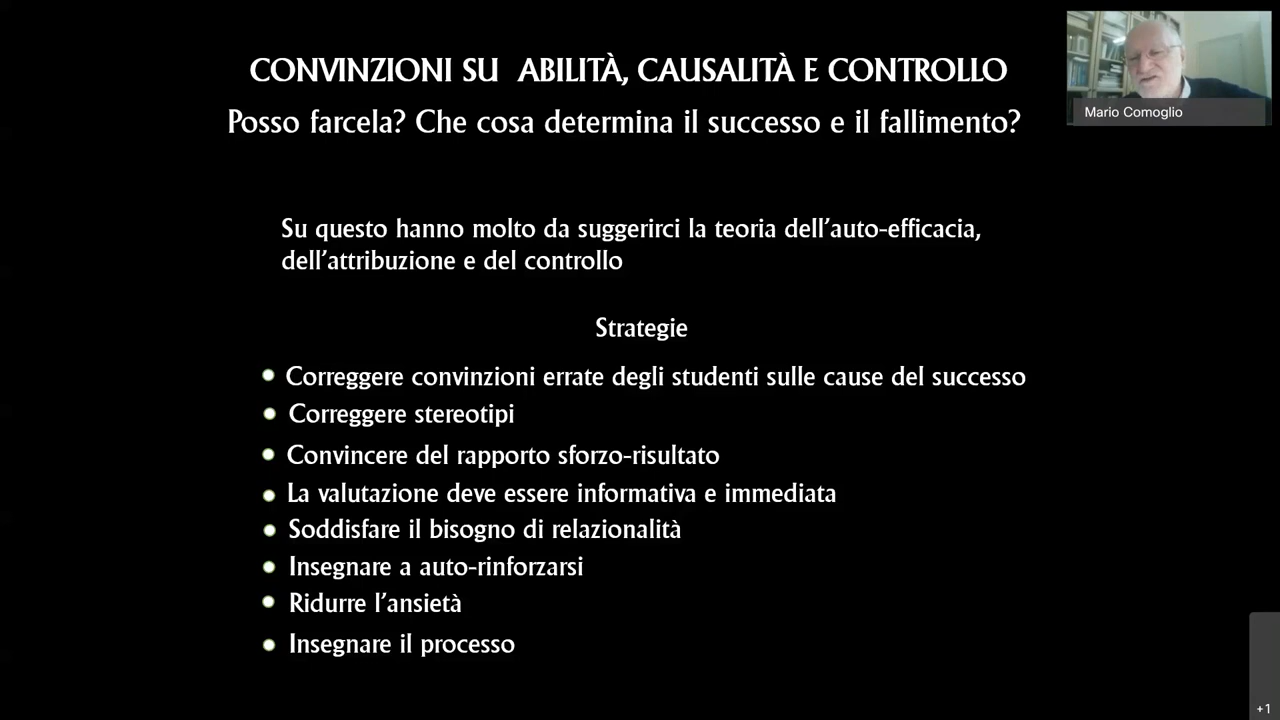 CONVINZIONI SU ABILITÀ, CAUSALITÀ E CONTROLLO
Posso farcela? Che cosa determina il successo e il fallimento?
Mario Comoglio
Su questo hanno molto da suggerirci la teoria dell’auto-efficacia,
dell’attribuzione e del controllo
Strategie
Correggere convinzioni errate degli studenti sulle cause del successo
Correggere stereotipi
Convincere del rapporto sforzo-risultato
La valutazione deve essere informativa e immediata
Soddisfare il bisogno di relazionalità
Insegnare a auto-rinforzarsi
Ridurre l’ansietà
Insegnare il processo
+1